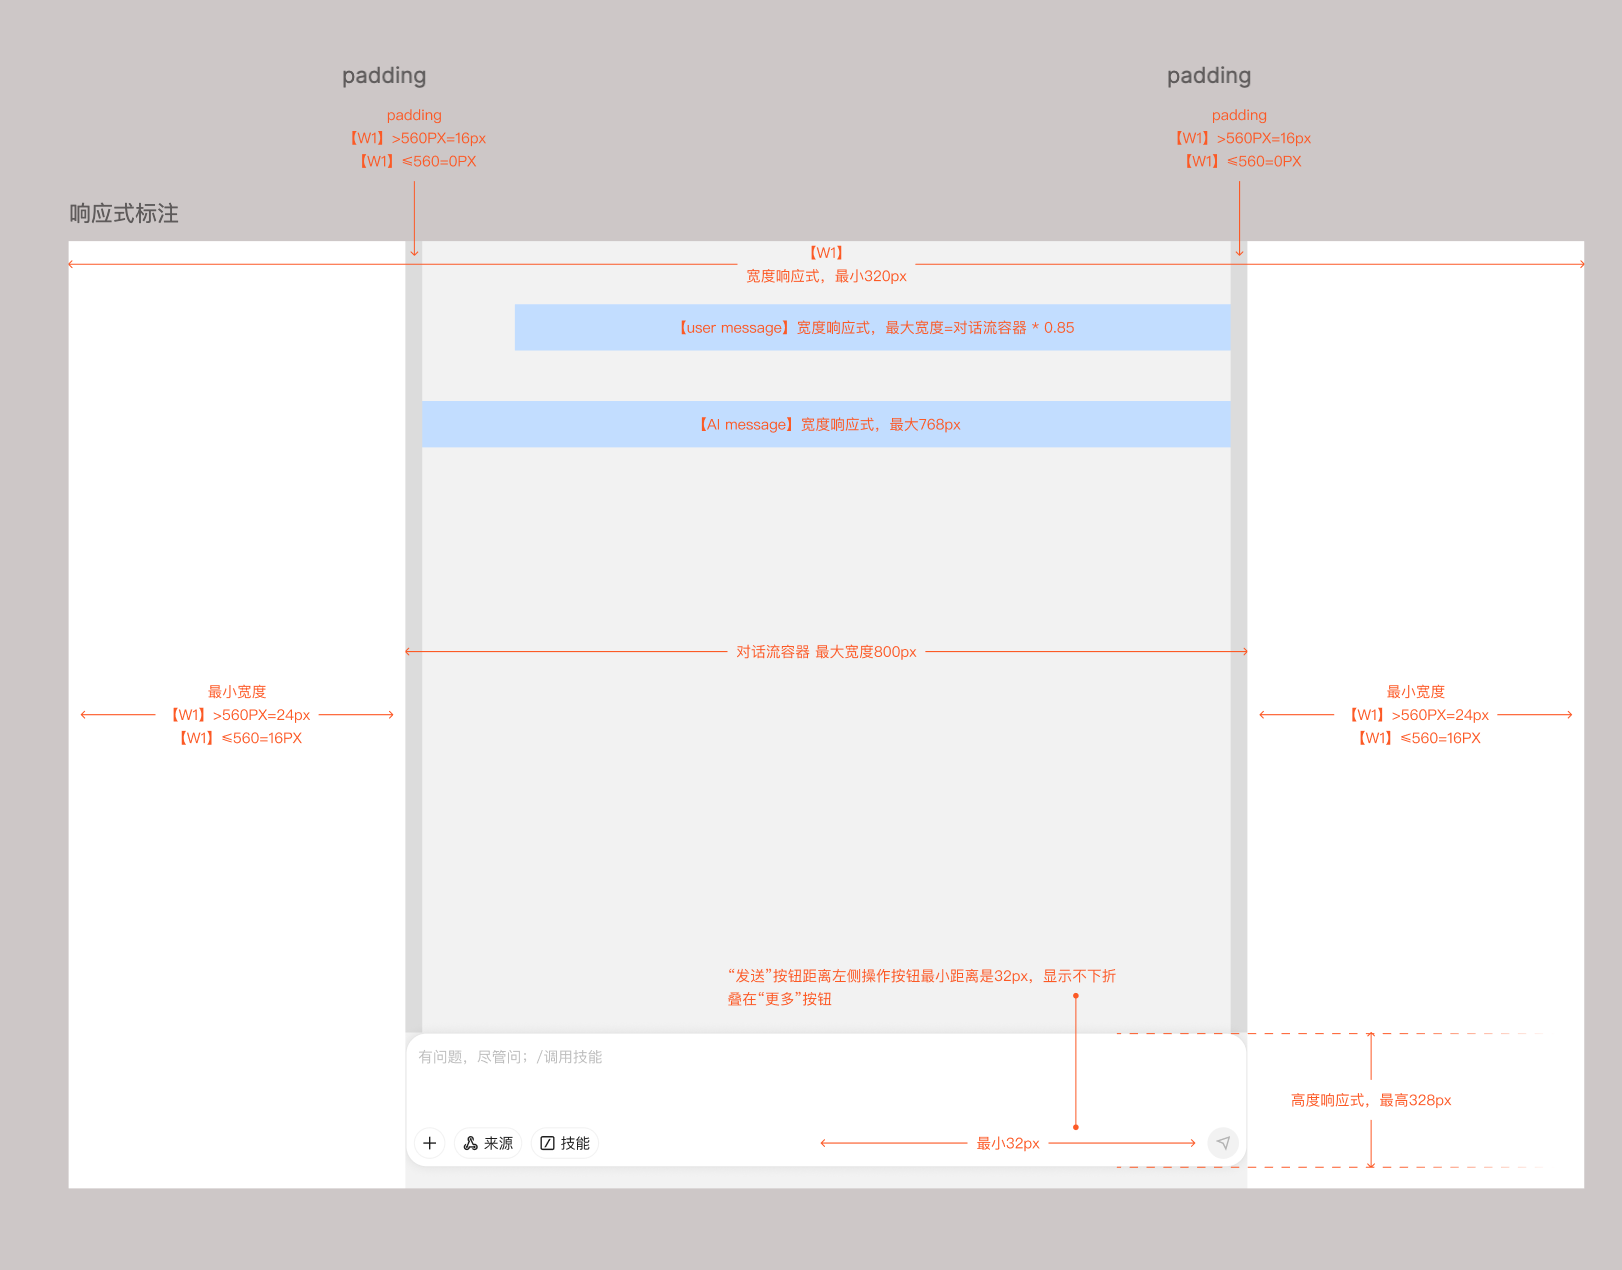 padding
padding
padding
【W1】>560PX=16px
【W1】≤560=0PX
padding
【W1】>560PX=16px
【W1】≤560=0PX
响应式标注
【W1】
宽度响应式，最小320px
【user message】宽度响应式，最大宽度=对话流容器 * 0.85
【AI message】宽度响应式，最大768px
对话流容器 最大宽度800px
最小宽度
【W1】>560PX=24px
【W1】≤560=16PX
最小宽度
【W1】>560PX=24px
【W1】≤560=16PX
“发送”按钮距离左侧操作按钮最小距离是32px，显示不下折
叠在“更多”按钮
有问题，尽管问；/调用技能
高度响应式，最高328px
来源
技能
最小32px